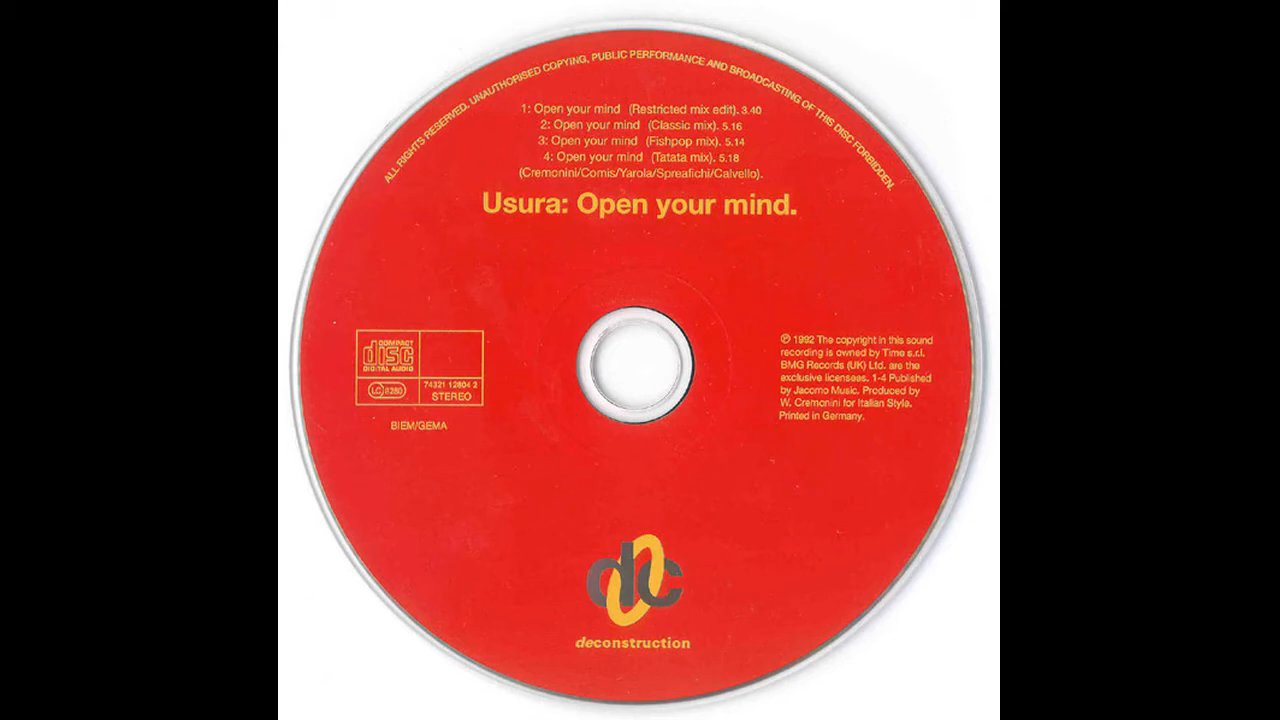 ALL RIGHTS RESERVED. UNAUTHORISED COPYING, PUBLIC PERFORMANCE AND BROADCASTING OF THIS DISC FORBIDDEN.
1: Open your mind (Restricted mix edit). 3.40
2: Open your mind (Classic mix). 5.16
3: Open your mind (Fishpop mix). 5.14
4: Open your mind (Tatata mix). 5.18
(Cremonini/Comis/Yarola/Spreafichi/Calvello).
Usura: Open your mind.
COMPACT
disc
DIGITAL AUDIO
LC 8280
74321 12804 2
STEREO
BIEM/GEMA
℗ 1992 The copyright in this sound
recording is owned by Time s.r.l.
BMG Records (UK) Ltd. are the
exclusive licensees. 1-4 Published
by Jacomo Music. Produced by
W. Cremonini for Italian Style.
Printed in Germany.
dc
deconstruction